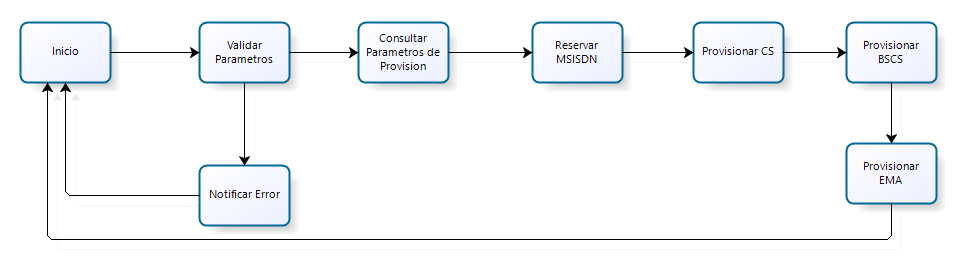 Inicio
Validar
Parametros
Consultar
Parametros de
Provision
Reservar
MSISDN
Provisionar CS
Provisionar
BSCS
Notificar Error
Provisionar
EMA